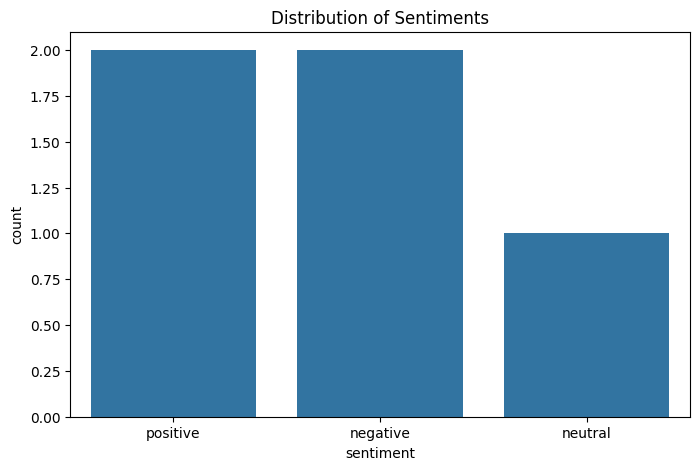 Distribution of Sentiments
2.00
1.75
1.50
1.25
1.00
0.75
0.50
0.25
0.00
count
positive negative neutral
sentiment